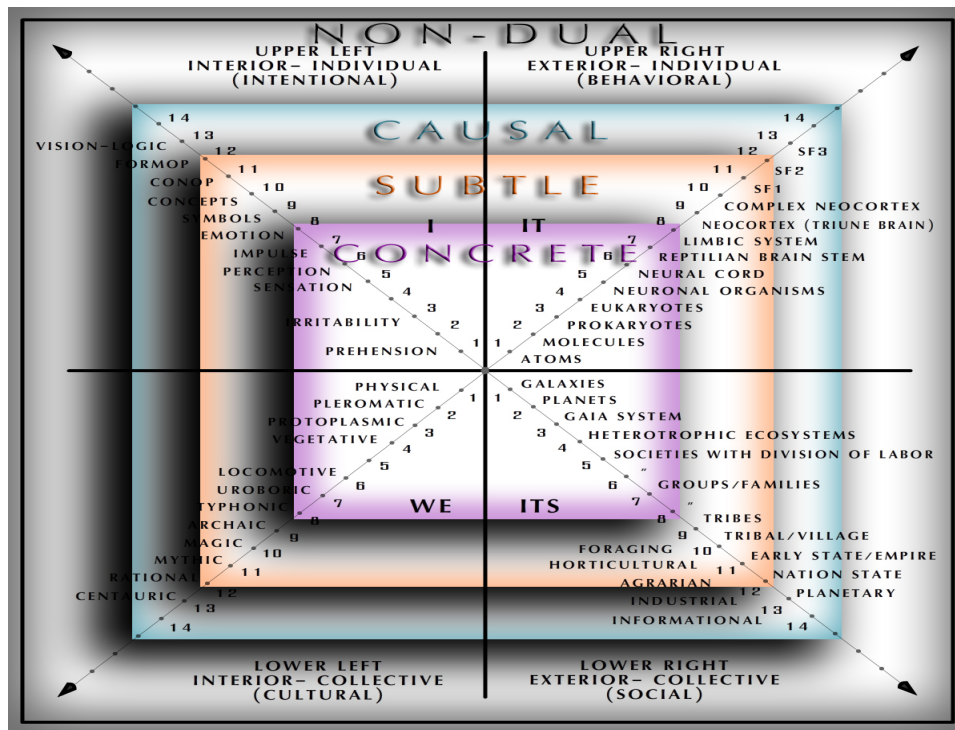 NON-DUAL
UPPER LEFT
INTERIOR- INDIVIDUAL
(INTENTIONAL)
UPPER RIGHT
EXTERIOR- INDIVIDUAL
(BEHAVIORAL)
CAUSAL
SUBTLE
I
IT
CONCRETE
14
13
12
11
10
9
8
7
6
5
4
3
2
1
VISION-LOGIC
FORMOP
CONOP
CONCEPTS
SYMBOLS
EMOTION
IMPULSE
PERCEPTION
SENSATION
IRRITABILITY
PREHENSION
14
13
12
11
10
9
8
7
6
5
4
3
2
1
SF3
SF2
SF1
COMPLEX NEOCORTEX
NEOCORTEX (TRIUNE BRAIN)
LIMBIC SYSTEM
REPTILIAN BRAIN STEM
NEURAL CORD
NEURONAL ORGANISMS
EUKARYOTES
PROKARYOTES
MOLECULES
ATOMS
PHYSICAL
PLEROMATIC
PROTOPLASMIC
VEGETATIVE
LOCOMOTIVE
UROBORIC
TYPHONIC
ARCHAIC
MAGIC
MYTHIC
RATIONAL
CENTAURIC
1
2
3
4
5
6
7
8
9
10
11
12
13
14
GALAXIES
PLANETS
GAIA SYSTEM
HETEROTROPHIC ECOSYSTEMS
SOCIETIES WITH DIVISION OF LABOR
"
GROUPS/FAMILIES
"
TRIBES
TRIBAL/VILLAGE
EARLY STATE/EMPIRE
NATION STATE
PLANETARY
1
2
3
4
5
6
7
8
9
10
11
12
13
14
FORAGING
HORTICULTURAL
AGRARIAN
INDUSTRIAL
INFORMATIONAL
WE
ITS
LOWER LEFT
INTERIOR- COLLECTIVE
(CULTURAL)
LOWER RIGHT
EXTERIOR- COLLECTIVE
(SOCIAL)